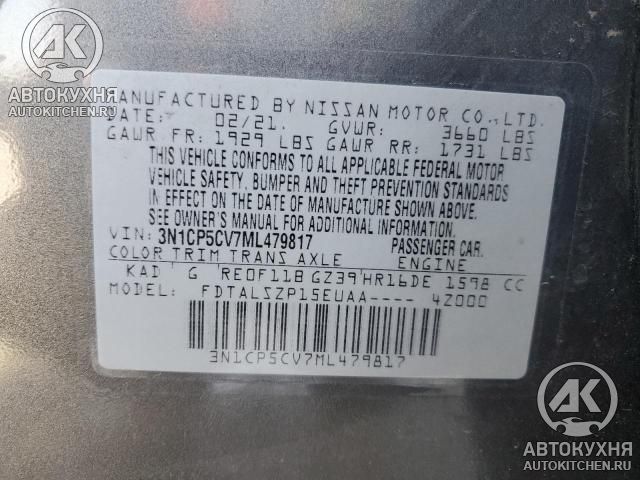 АК
АВТОКУХНЯ
AUTOKITCHEN.RU
MANUFACTURED BY NISSAN MOTOR CO.,LTD.
DATE: 02/21. GVWR: 3660 LBS
GAWR FR: 1929 LBS GAWR RR: 1731 LBS
THIS VEHICLE CONFORMS TO ALL APPLICABLE FEDERAL MOTOR
VEHICLE SAFETY, BUMPER AND THEFT PREVENTION STANDARDS
IN EFFECT ON THE DATE OF MANUFACTURE SHOWN ABOVE.
SEE OWNER'S MANUAL FOR ADDITIONAL INFORMATION.
VIN: 3N1CP5CV7ML479817 PASSENGER CAR.
COLOR TRIM TRANS AXLE ENGINE
KAD G RE0F11B GZ39 HR16DE 1598 CC
MODEL: FDTALSZP15EUAA---- 4Z000
3N1CP5CV7ML479817
АК
АВТОКУХНЯ
AUTOKITCHEN.RU